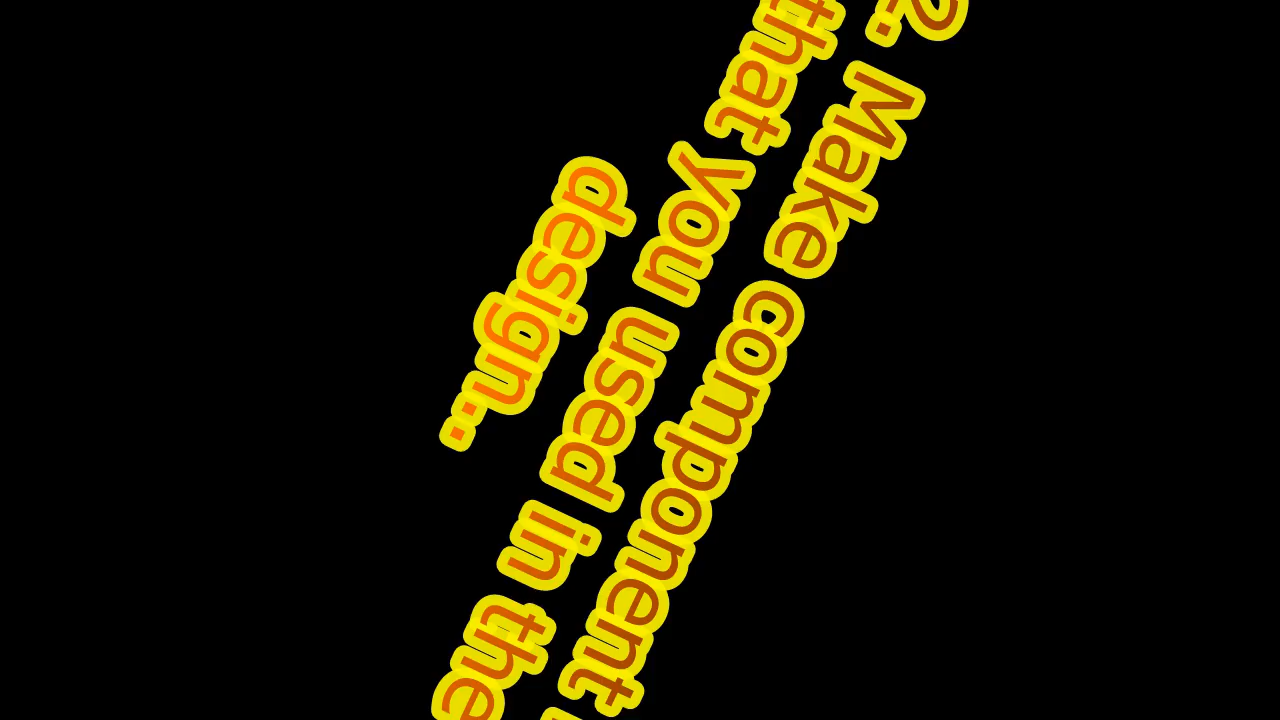 2. Make component
that you used in the
design..